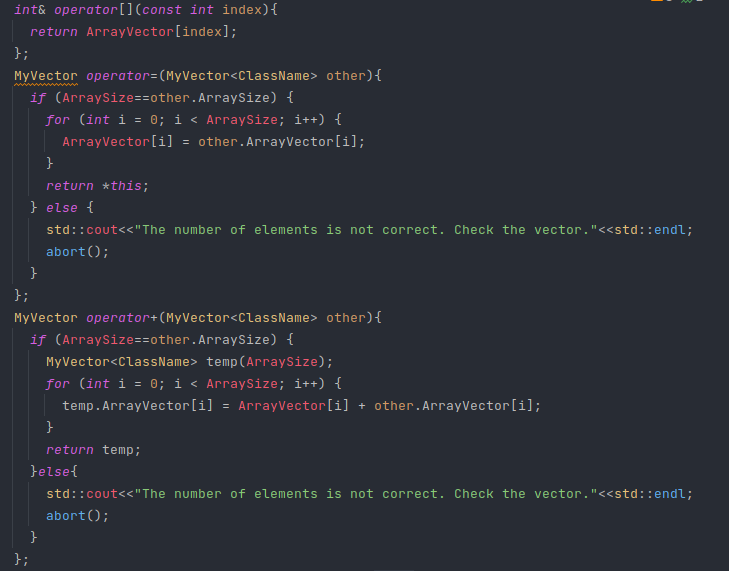 int& operator[](const int index){
  return ArrayVector[index];
};
MyVector operator=(MyVector<ClassName> other){
  if (ArraySize==other.ArraySize) {
    for (int i = 0; i < ArraySize; i++) {
      ArrayVector[i] = other.ArrayVector[i];
    }
    return *this;
  } else {
    std::cout<<"The number of elements is not correct. Check the vector."<<std::endl;
    abort();
  }
};
MyVector operator+(MyVector<ClassName> other){
  if (ArraySize==other.ArraySize) {
    MyVector<ClassName> temp(ArraySize);
    for (int i = 0; i < ArraySize; i++) {
      temp.ArrayVector[i] = ArrayVector[i] + other.ArrayVector[i];
    }
    return temp;
  }else{
    std::cout<<"The number of elements is not correct. Check the vector."<<std::endl;
    abort();
  }
};